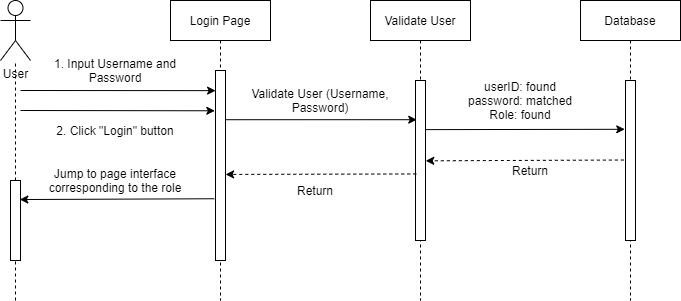 Login Page
Validate User
Database
User
1. Input Username and
Password
2. Click "Login" button
Validate User (Username,
Password)
userID: found
password: matched
Role: found
Return
Return
Jump to page interface
corresponding to the role